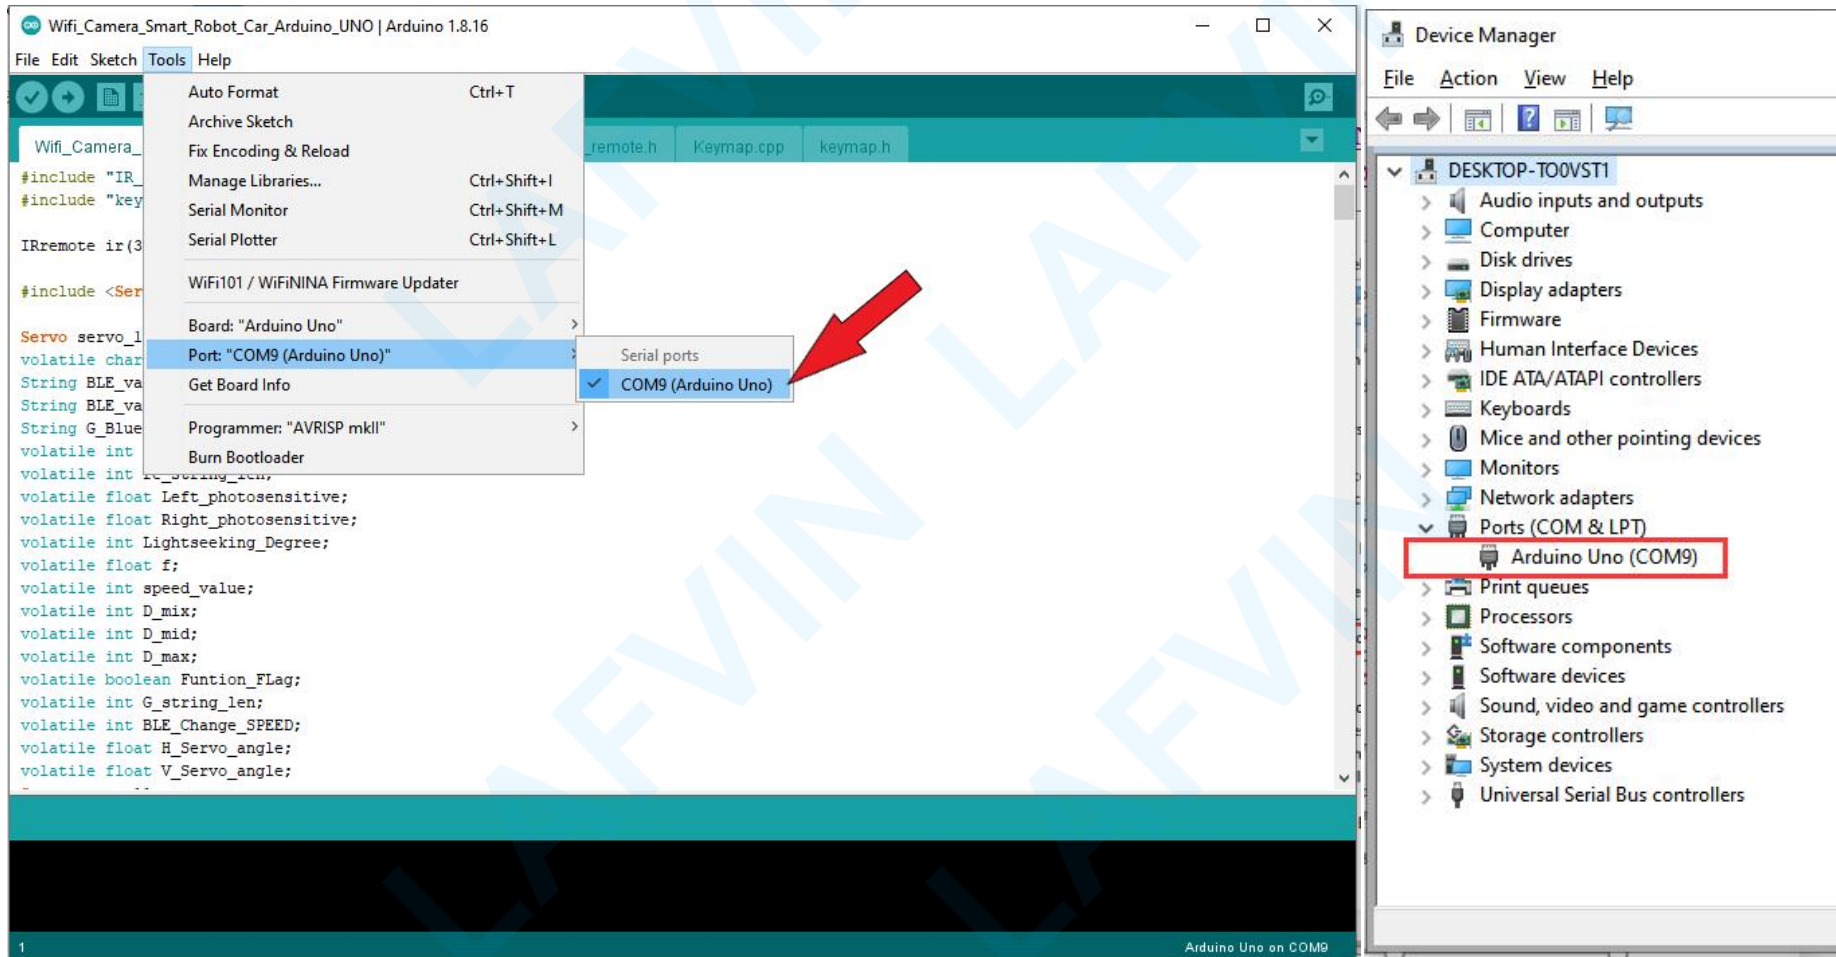 Wifi_Camera_Smart_Robot_Car_Arduino_UNO | Arduino 1.8.16
File Edit Sketch Tools Help
Wifi_Camera_
_remote.h
Keymap.cpp
keymap.h
#include "IR_
#include "key
IRremote ir(3
#include <Ser
Servo servo_l
volatile char
String BLE_va
String BLE_va
String G_Blue
volatile int
volatile int
volatile float Left_photosensitive;
volatile float Right_photosensitive;
volatile int Lightseeking_Degree;
volatile float f;
volatile int speed_value;
volatile int D_mix;
volatile int D_mid;
volatile int D_max;
volatile boolean Funtion_FLag;
volatile int G_string_len;
volatile int BLE_Change_SPEED;
volatile float H_Servo_angle;
volatile float V_Servo_angle;
Auto Format Ctrl+T
Archive Sketch
Fix Encoding & Reload
Manage Libraries... Ctrl+Shift+I
Serial Monitor Ctrl+Shift+M
Serial Plotter Ctrl+Shift+L
WiFi101 / WiFiNINA Firmware Updater
Board: "Arduino Uno"
Port: "COM9 (Arduino Uno)"
Get Board Info
Programmer: "AVRISP mkII"
Burn Bootloader
Serial ports
COM9 (Arduino Uno)
1
Arduino Uno on COM9
Device Manager
File Action View Help
DESKTOP-TO0VST1
Audio inputs and outputs
Computer
Disk drives
Display adapters
Firmware
Human Interface Devices
IDE ATA/ATAPI controllers
Keyboards
Mice and other pointing devices
Monitors
Network adapters
Ports (COM & LPT)
Arduino Uno (COM9)
Print queues
Processors
Software components
Software devices
Sound, video and game controllers
Storage controllers
System devices
Universal Serial Bus controllers
LAFVIN
LAFVIN